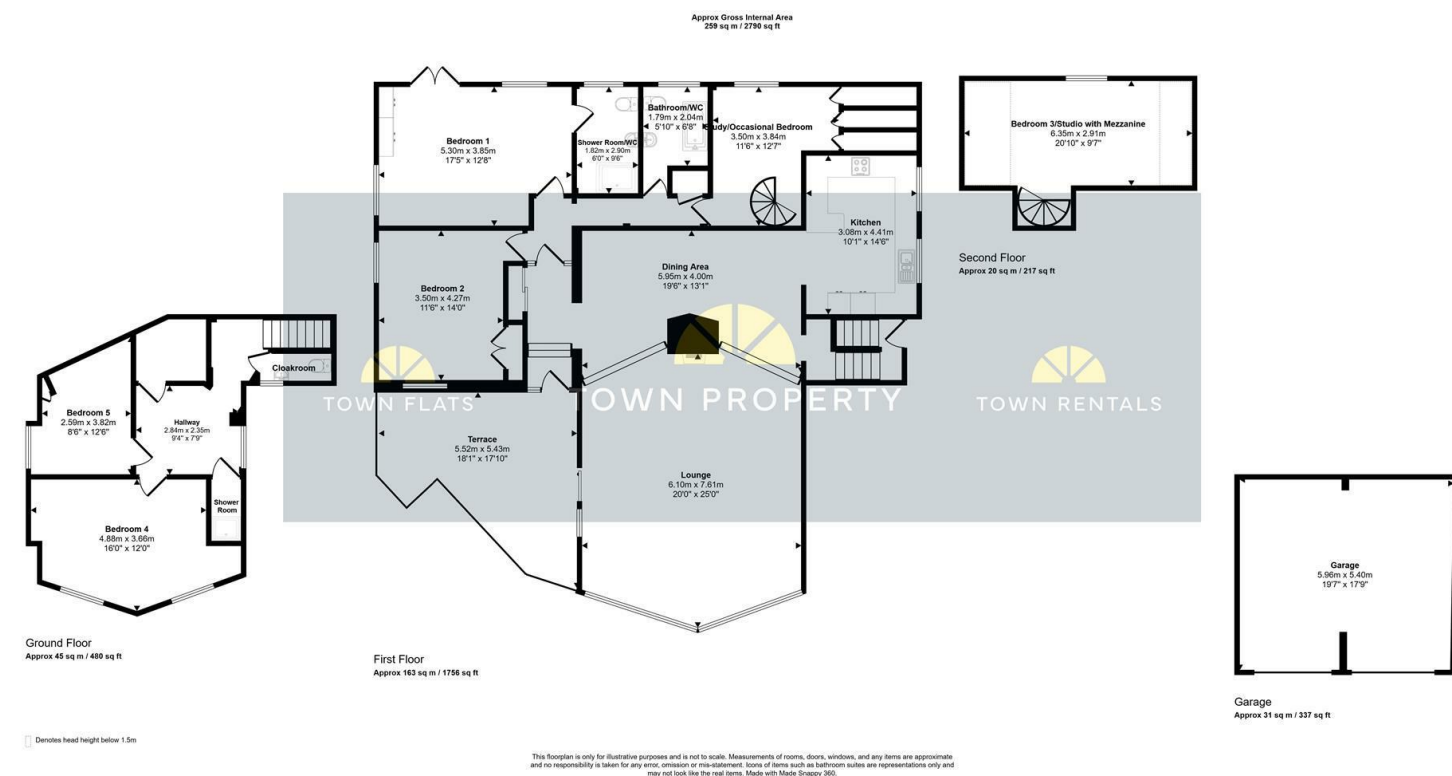 Approx Gross Internal Area
259 sq m / 2790 sq ft
Bedroom 1
5.30m x 3.85m
17'5" x 12'8"
Shower Room/WC
1.82m x 2.90m
6'0" x 9'6"
Bathroom/WC
1.79m x 2.04m
5'10" x 6'8"
Study/Occasional Bedroom
3.50m x 3.84m
11'6" x 12'7"
Bedroom 3/Studio with Mezzanine
6.35m x 2.91m
20'10" x 9'7"
Kitchen
3.08m x 4.41m
10'1" x 14'6"
Second Floor
Approx 20 sq m / 217 sq ft
Bedroom 2
3.50m x 4.27m
11'6" x 14'0"
Dining Area
5.95m x 4.00m
19'6" x 13'1"
Cloakroom
Bedroom 5
2.59m x 3.82m
8'6" x 12'6"
Hallway
2.84m x 2.35m
9'4" x 7'9"
TOWN FLATS
TOWN PROPERTY
TOWN RENTALS
Terrace
5.52m x 5.43m
18'1" x 17'10"
Lounge
6.10m x 7.61m
20'0" x 25'0"
Shower
Room
Bedroom 4
4.88m x 3.66m
16'0" x 12'0"
Garage
5.96m x 5.40m
19'7" x 17'9"
Ground Floor
Approx 45 sq m / 480 sq ft
First Floor
Approx 163 sq m / 1756 sq ft
Garage
Approx 31 sq m / 337 sq ft
Denotes head height below 1.5m
This floorplan is only for illustrative purposes and is not to scale. Measurements of rooms, doors, windows, and any items are approximate
and no responsibility is taken for any error, omission or mis-statement. Icons of items such as bathroom suites are representations only and
may not look like the real items. Made with Made Snappy 360.